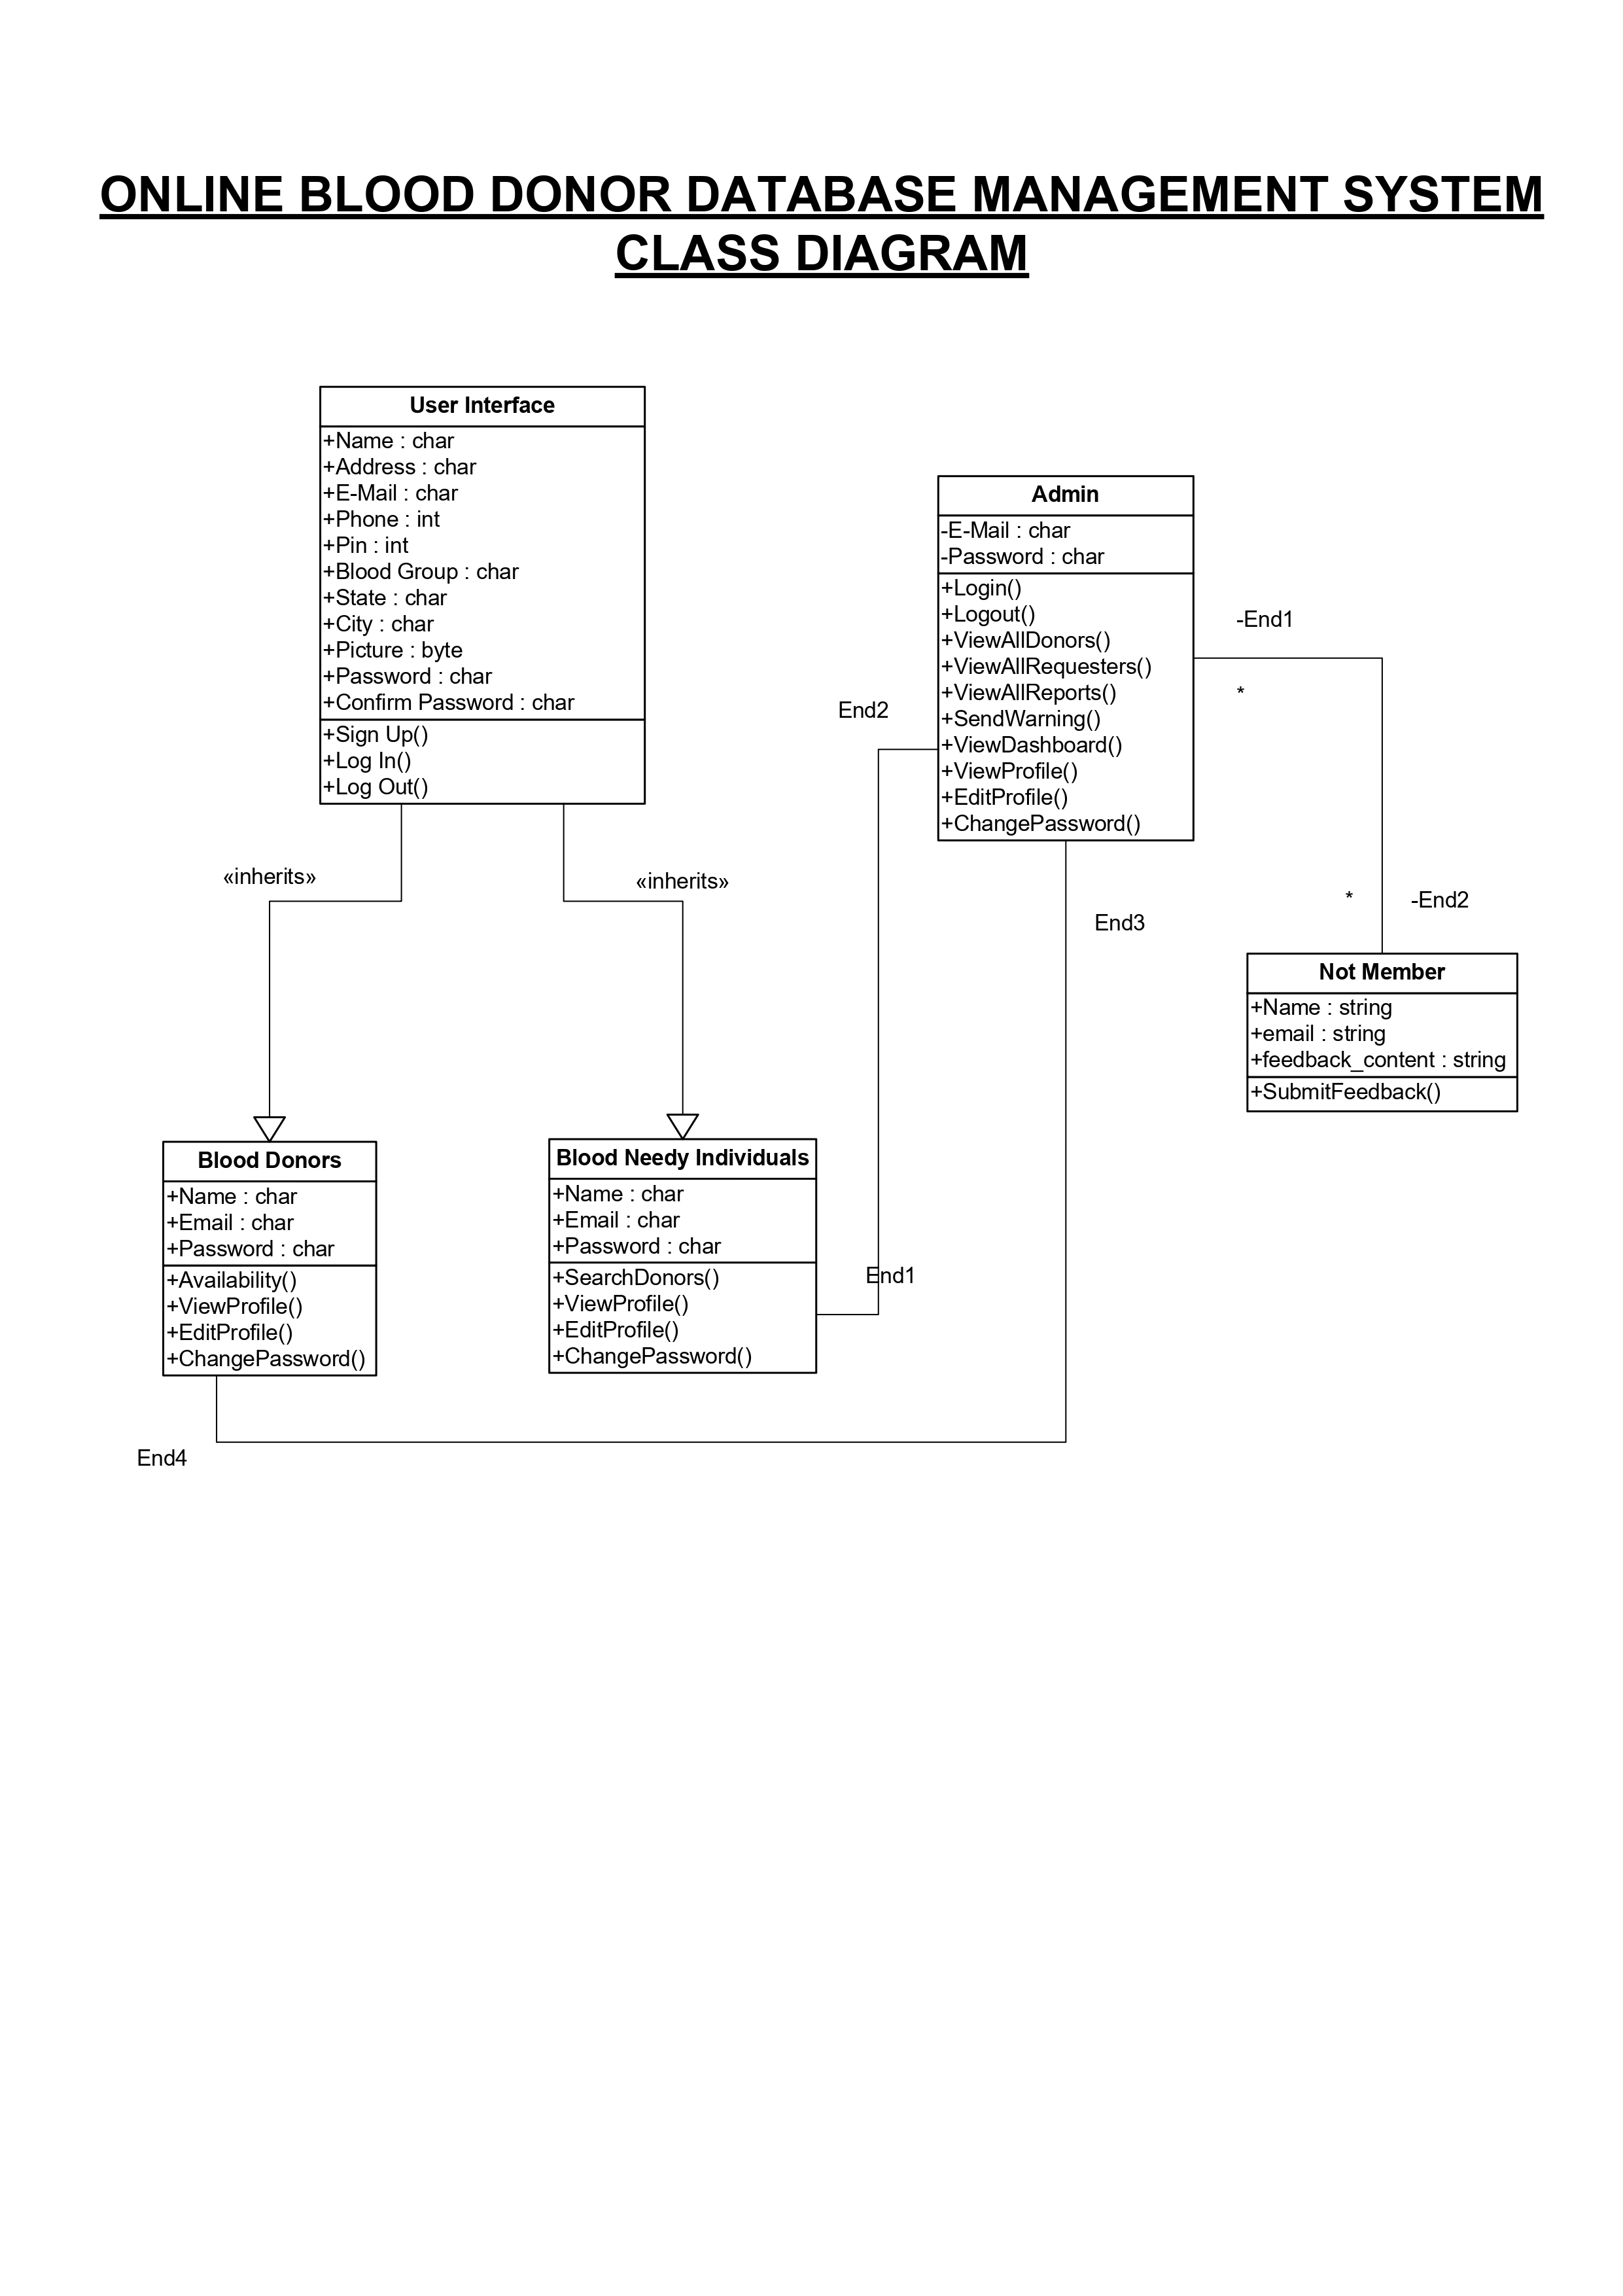 ONLINE BLOOD DONOR DATABASE MANAGEMENT SYSTEM
CLASS DIAGRAM
User Interface
+Name : char
+Address : char
+E-Mail : char
+Phone : int
+Pin : int
+Blood Group : char
+State : char
+City : char
+Picture : byte
+Password : char
+Confirm Password : char
+Sign Up()
+Log In()
+Log Out()
Admin
-E-Mail : char
-Password : char
+Login()
+Logout()
+ViewAllDonors()
+ViewAllRequesters()
+ViewAllReports()
+SendWarning()
+ViewDashboard()
+ViewProfile()
+EditProfile()
+ChangePassword()
-End1
*
End2
«inherits»
«inherits»
End3
*
-End2
Not Member
+Name : string
+email : string
+feedback_content : string
+SubmitFeedback()
Blood Donors
+Name : char
+Email : char
+Password : char
+Availability()
+ViewProfile()
+EditProfile()
+ChangePassword()
Blood Needy Individuals
+Name : char
+Email : char
+Password : char
+SearchDonors()
+ViewProfile()
+EditProfile()
+ChangePassword()
End1
End4